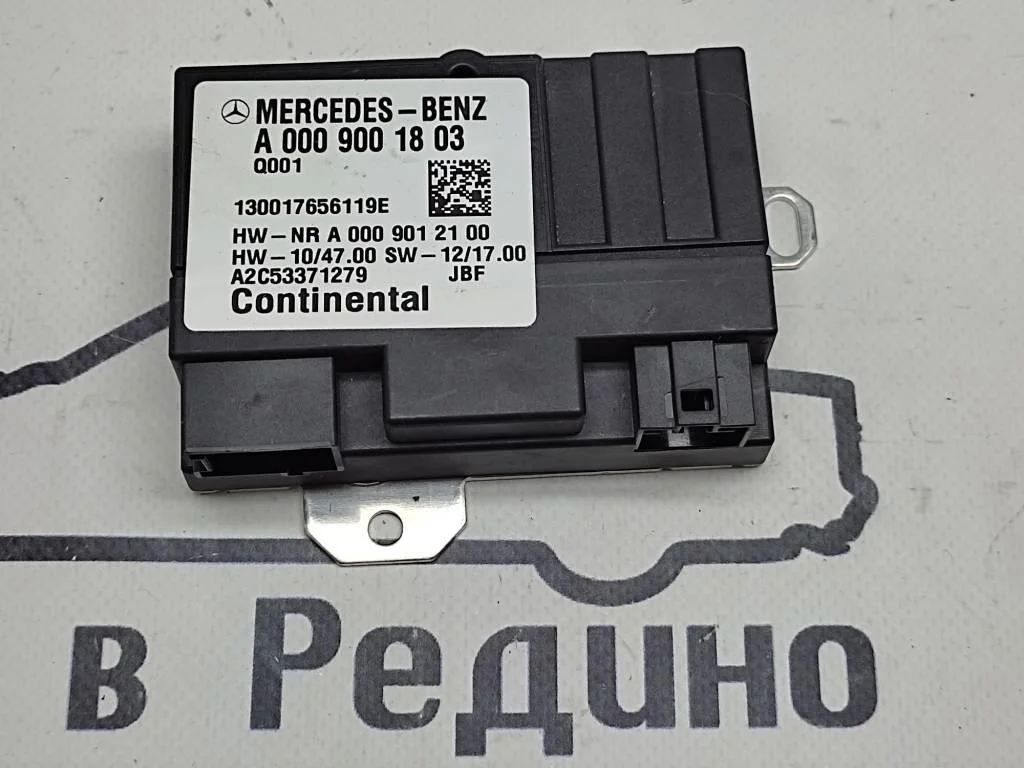 MERCEDES-BENZ
A 000 900 18 03
Q001
130017656119E
HW-NR A 000 901 21 00
HW-10/47.00 SW-12/17.00
A2C53371279 JBF
Continental
в Редино